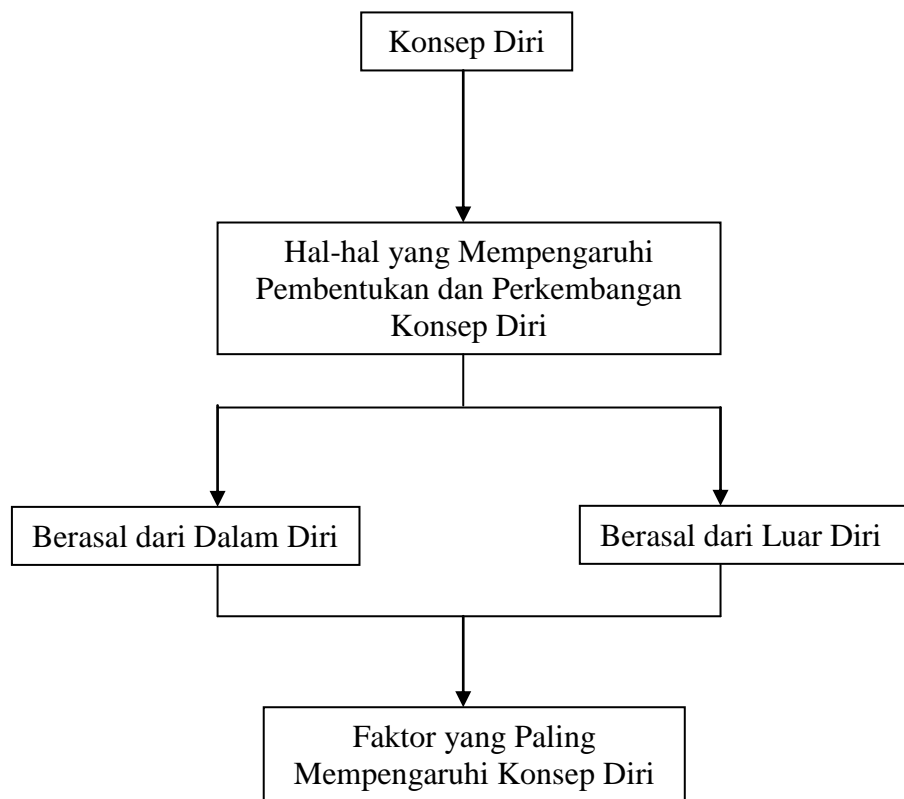 Konsep Diri
Hal-hal yang Mempengaruhi
Pembentukan dan Perkembangan
Konsep Diri
Berasal dari Dalam Diri
Berasal dari Luar Diri
Faktor yang Paling
Mempengaruhi Konsep Diri